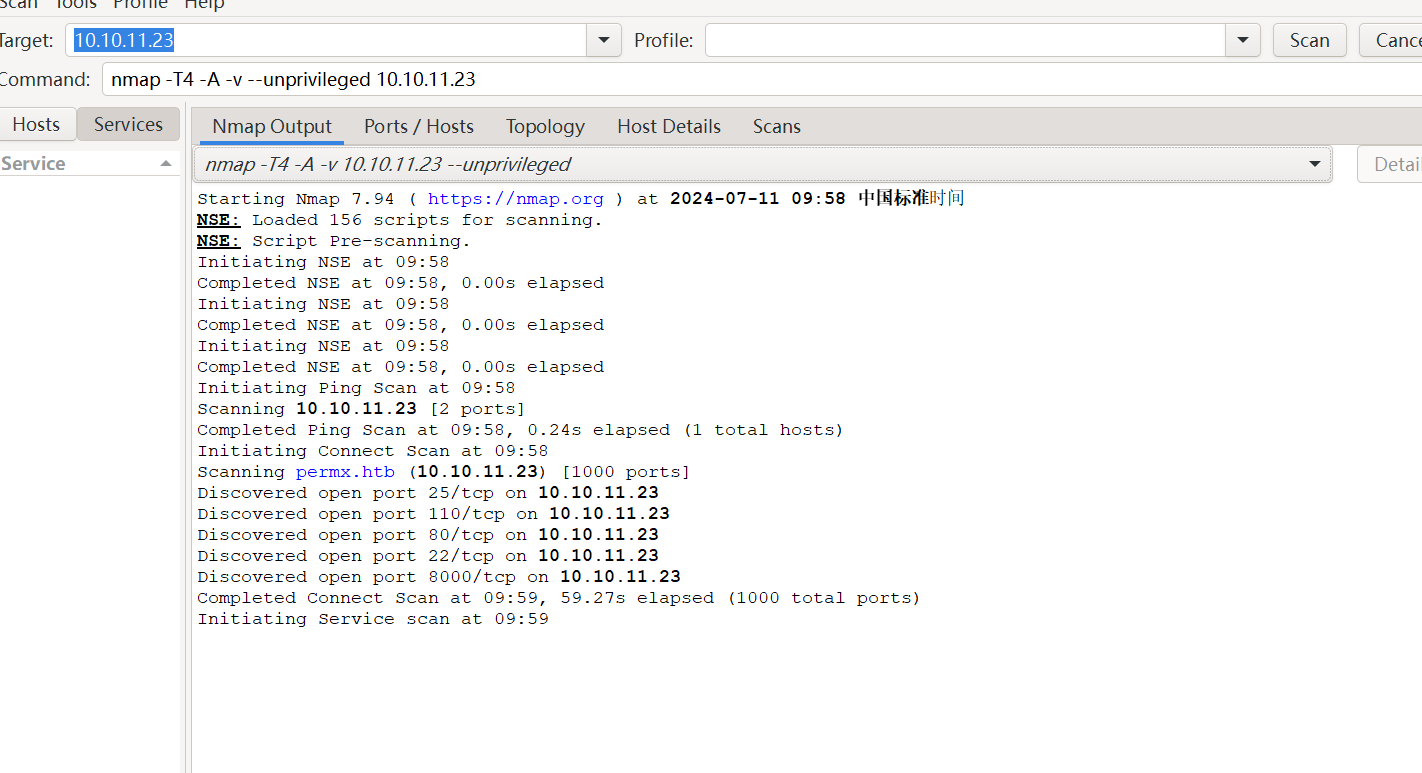 Scan Tools Profile Help
Target: 10.10.11.23 Profile: Scan Cance
Command: nmap -T4 -A -v --unprivileged 10.10.11.23
Hosts Services Nmap Output Ports / Hosts Topology Host Details Scans
Service nmap -T4 -A -v 10.10.11.23 --unprivileged Detail
Starting Nmap 7.94 ( https://nmap.org ) at 2024-07-11 09:58 中国标准时间
NSE: Loaded 156 scripts for scanning.
NSE: Script Pre-scanning.
Initiating NSE at 09:58
Completed NSE at 09:58, 0.00s elapsed
Initiating NSE at 09:58
Completed NSE at 09:58, 0.00s elapsed
Initiating NSE at 09:58
Completed NSE at 09:58, 0.00s elapsed
Initiating Ping Scan at 09:58
Scanning 10.10.11.23 [2 ports]
Completed Ping Scan at 09:58, 0.24s elapsed (1 total hosts)
Initiating Connect Scan at 09:58
Scanning permx.htb (10.10.11.23) [1000 ports]
Discovered open port 25/tcp on 10.10.11.23
Discovered open port 110/tcp on 10.10.11.23
Discovered open port 80/tcp on 10.10.11.23
Discovered open port 22/tcp on 10.10.11.23
Discovered open port 8000/tcp on 10.10.11.23
Completed Connect Scan at 09:59, 59.27s elapsed (1000 total ports)
Initiating Service scan at 09:59